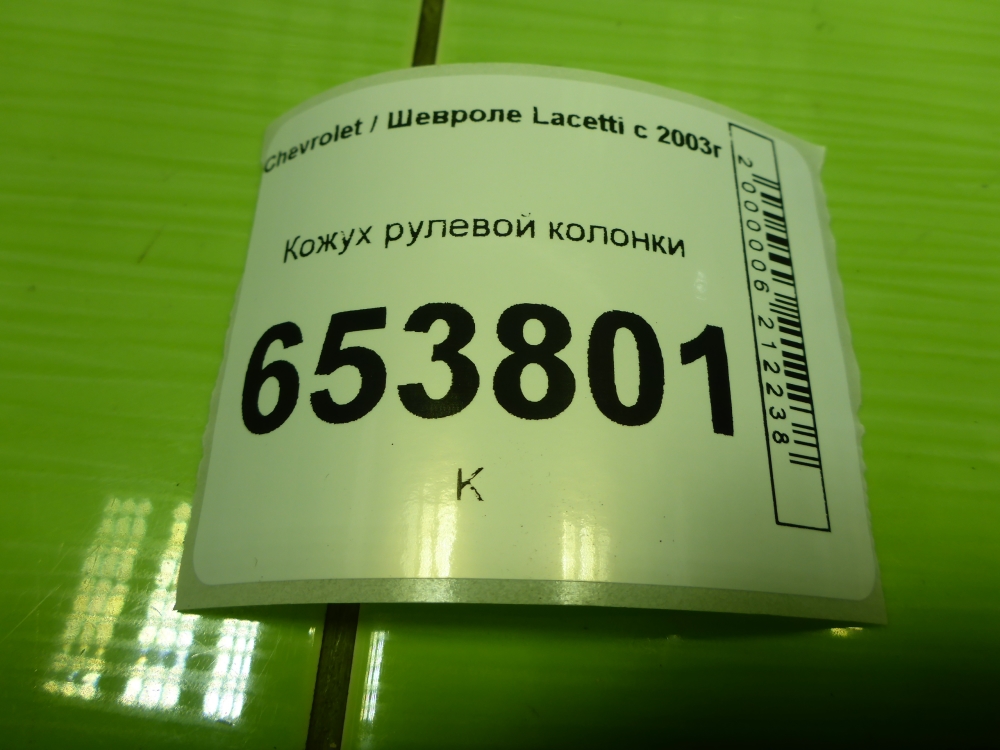 Chevrolet / Шевроле Lacetti с 2003г
Кожух рулевой колонки
653801
К
2000006212238